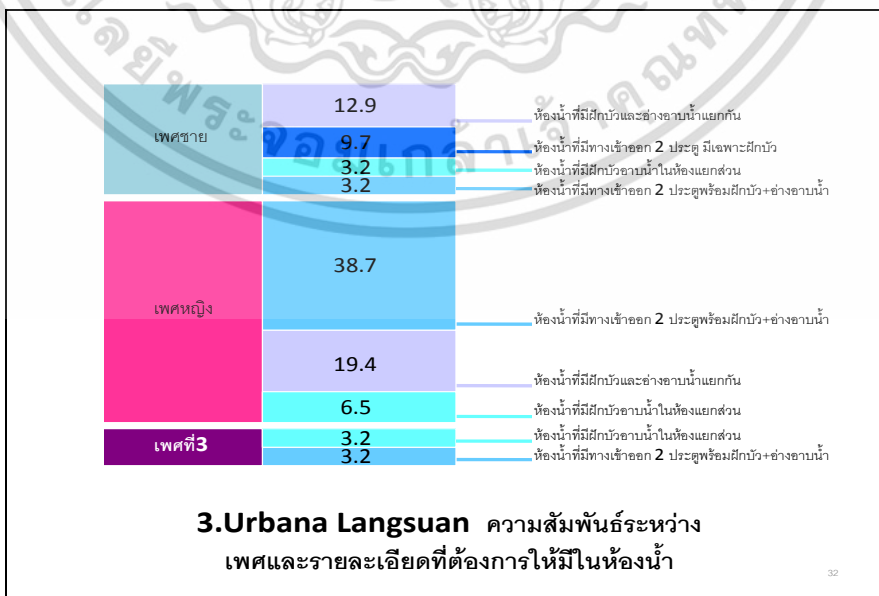 เพศชาย
12.9
9.7
3.2
3.2
ห้องน้ำที่มีฝักบัวและอ่างอาบน้ำแยกกัน
ห้องน้ำที่มีทางเข้าออก 2 ประตู มีเฉพาะฝักบัว
ห้องน้ำที่มีฝักบัวอาบน้ำในห้องแยกส่วน
ห้องน้ำที่มีทางเข้าออก 2 ประตูพร้อมฝักบัว+อ่างอาบน้ำ
เพศหญิง
38.7
19.4
6.5
ห้องน้ำที่มีทางเข้าออก 2 ประตูพร้อมฝักบัว+อ่างอาบน้ำ
ห้องน้ำที่มีฝักบัวและอ่างอาบน้ำแยกกัน
ห้องน้ำที่มีฝักบัวอาบน้ำในห้องแยกส่วน
เพศที่3
3.2
3.2
ห้องน้ำที่มีฝักบัวอาบน้ำในห้องแยกส่วน
ห้องน้ำที่มีทางเข้าออก 2 ประตูพร้อมฝักบัว+อ่างอาบน้ำ
3.Urbana Langsuan ความสัมพันธ์ระหว่าง
เพศและรายละเอียดที่ต้องการให้มีในห้องน้ำ
32